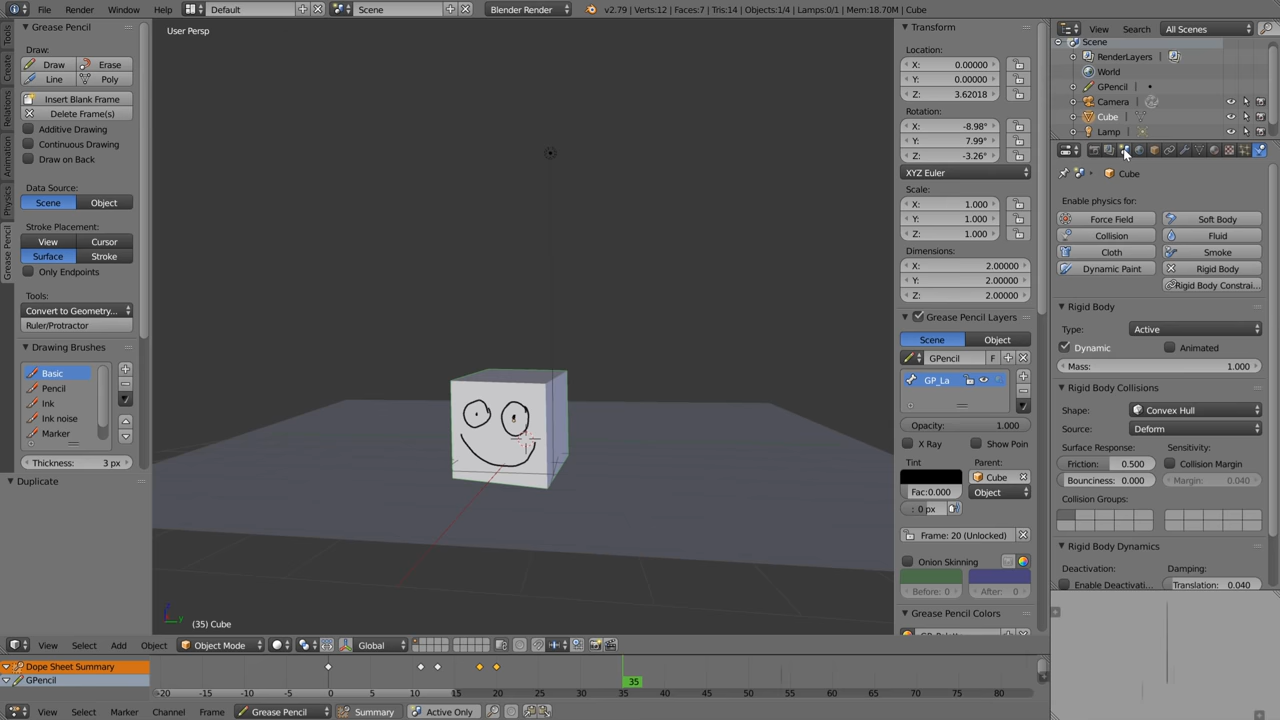 File Edit Render Window Help Default Scene Blender Render v2.79 | Verts:12 | Faces:7 | Tris:14 | Objects:1/4 | Lamps:0/1 | Mem:18.70M | Cube
Tools
Create
Relations
Animation
Physics
Grease Pencil
Grease Pencil
Draw:
Draw Erase
Line Poly
Insert Blank Frame
Delete Frame(s)
Additive Drawing
Continuous Drawing
Draw on Back
Data Source:
Scene Object
Stroke Placement:
View Cursor
Surface Stroke
Only Endpoints
Tools:
Convert to Geometry...
Ruler/Protractor
Drawing Brushes
Basic
Pencil
Ink
Ink noise
Marker
Thickness: 3 px
Duplicate
User Persp
(35) Cube
Transform
Location:
X: 0.00000
Y: 0.00000
Z: 3.62018
Rotation:
X: -8.98°
Y: 7.99°
Z: -3.26°
XYZ Euler
Scale:
X: 1.000
Y: 1.000
Z: 1.000
Dimensions:
X: 2.00000
Y: 2.00000
Z: 2.00000
Grease Pencil Layers
Scene Object
GPencil F
GP_La
Opacity: 1.000
X Ray Show Poin
Tint Parent:
Cube
Fac:0.000 Object
: 0 px
Frame: 20 (Unlocked)
Onion Skinning
Before: 0 After: 0
Grease Pencil Colors
View Search All Scenes
Scene
RenderLayers
World
GPencil
Camera
Cube
Lamp
Cube
Enable physics for:
Force Field Soft Body
Collision Fluid
Cloth Smoke
Dynamic Paint Rigid Body
Rigid Body Constrai...
Rigid Body
Type: Active
Dynamic Animated
Mass: 1.000
Rigid Body Collisions
Shape: Convex Hull
Source: Deform
Surface Response: Sensitivity:
Friction: 0.500 Collision Margin
Bounciness: 0.000 Margin: 0.040
Collision Groups:
Rigid Body Dynamics
Deactivation: Damping:
Enable Deactivati... Translation: 0.040
View Select Add Object Object Mode Global
Dope Sheet Summary
GPencil
-20 -15 -10 -5 0 5 10 15 20 25 30 35 35 40 45 50 55 60 65 70 75 80
View Select Marker Channel Frame Grease Pencil Summary Active Only